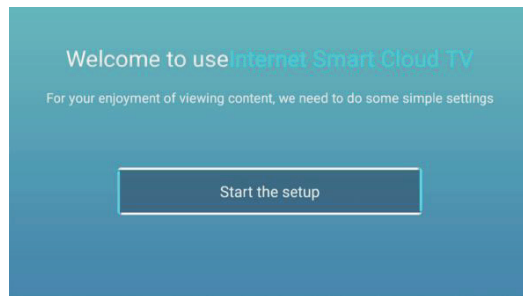 Welcome to useInternet Smart Cloud TV
For your enjoyment of viewing content, we need to do some simple settings
Start the setup